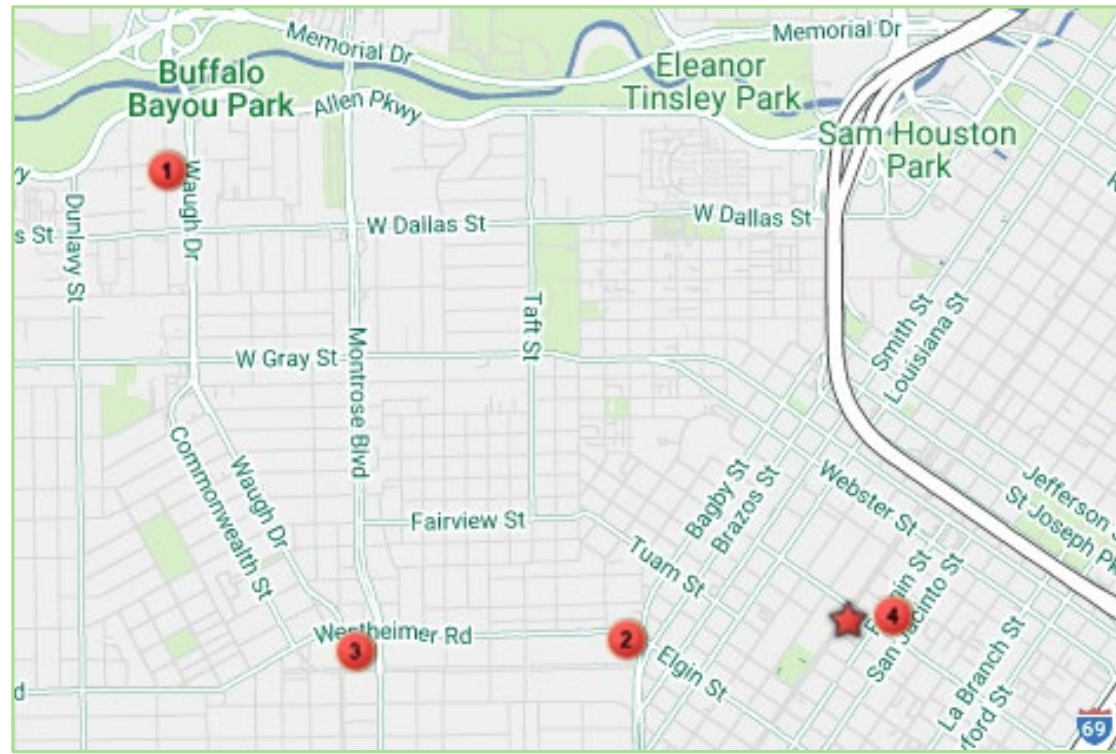 Memorial Dr
Memorial Dr
Buffalo
Bayou Park
Allen Pkwy
Eleanor
Tinsley Park
Sam Houston
Park
1
Waugh Dr
Dunlavy St
s St
W Dallas St
W Dallas St
Taft St
Smith St
Louisiana St
W Gray St
Montrose Blvd
Commonwealth St
Waugh Dr
Fairview St
Bagby St
Brazos St
Webster St
Jefferson
St Joseph
Tuam St
Westheimer Rd
3
2
4
San Jacinto St
Elgin St
La Branch St
ford St
d
69